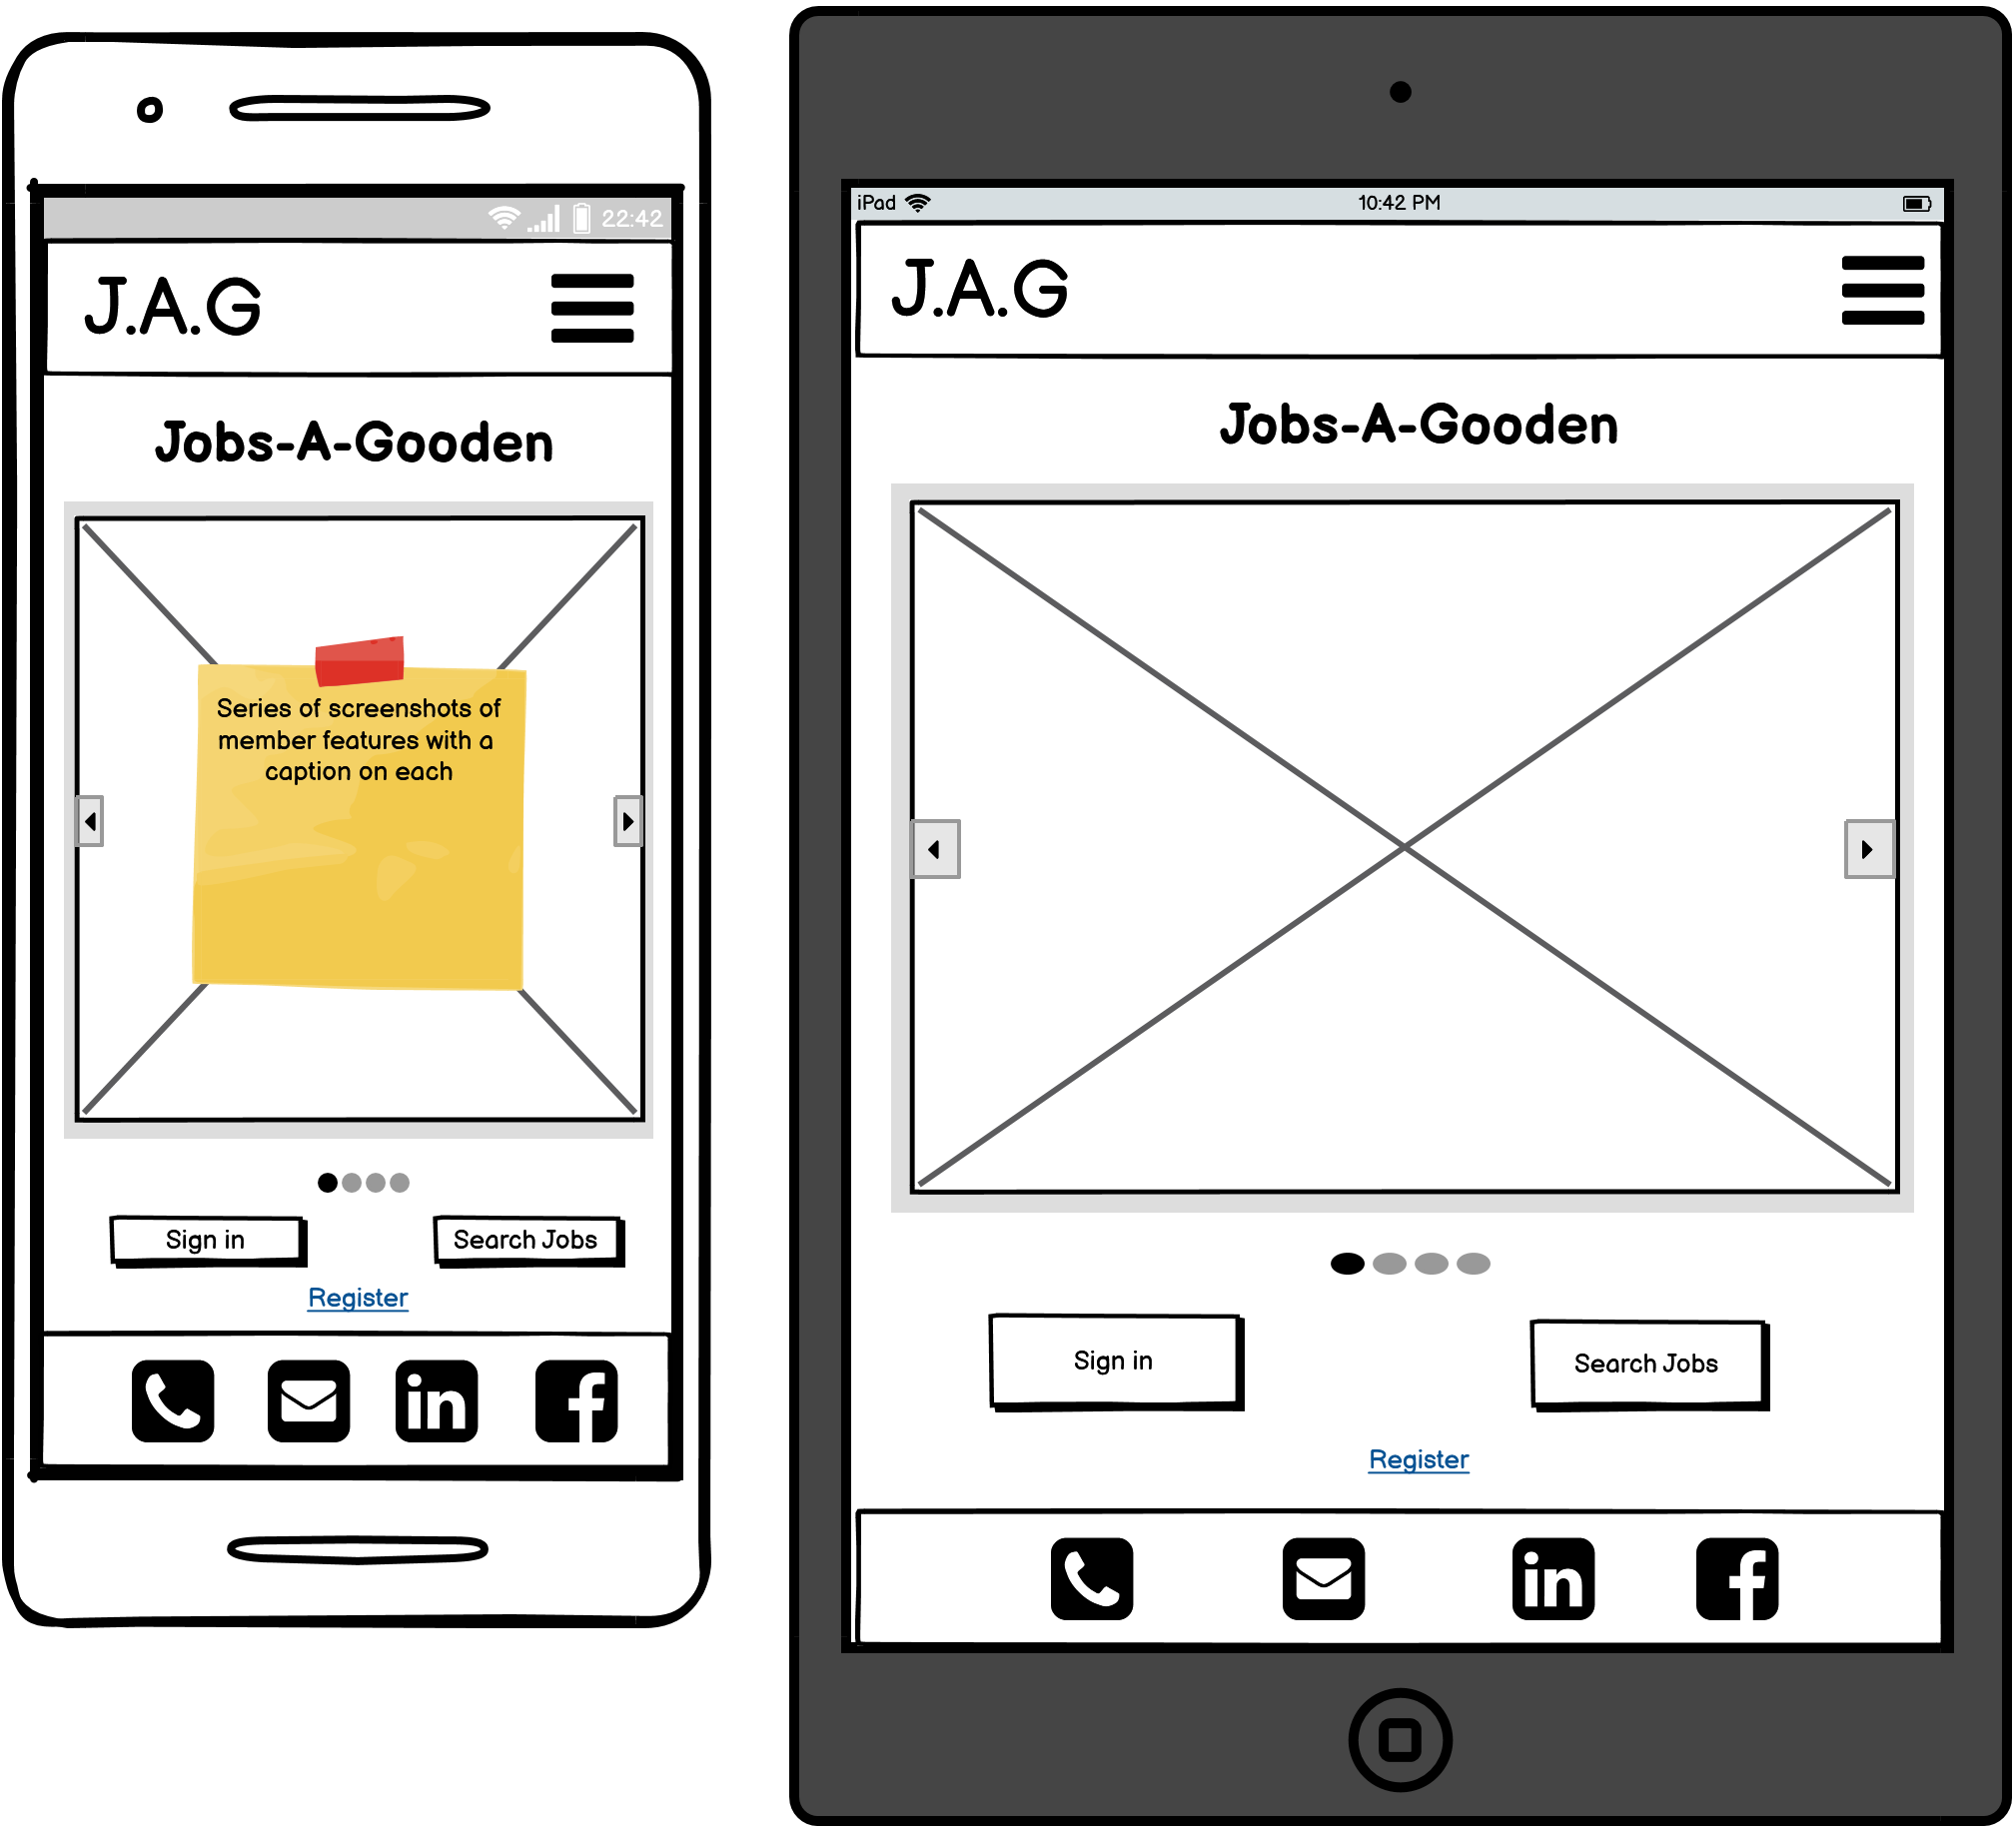 22:42
J.A.G
Jobs-A-Gooden
Series of screenshots of
member features with a
caption on each
Sign in
Search Jobs
Register
in
f
iPad
10:42 PM
J.A.G
Jobs-A-Gooden
Sign in
Search Jobs
Register
in
f